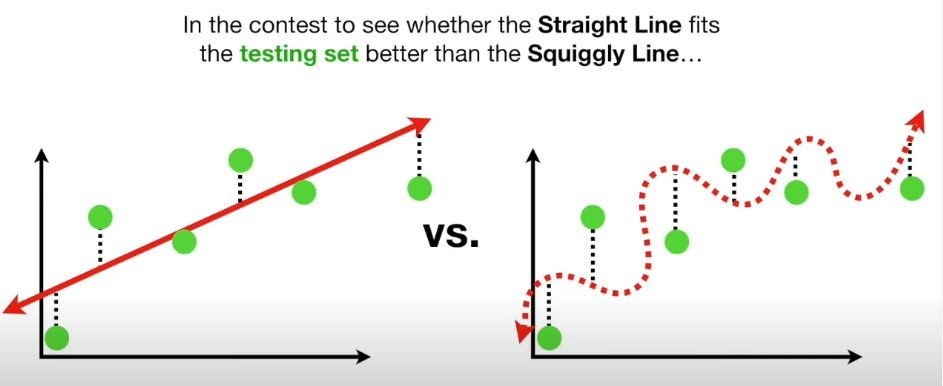 In the contest to see whether the Straight Line fits
the testing set better than the Squiggly Line...
vs.